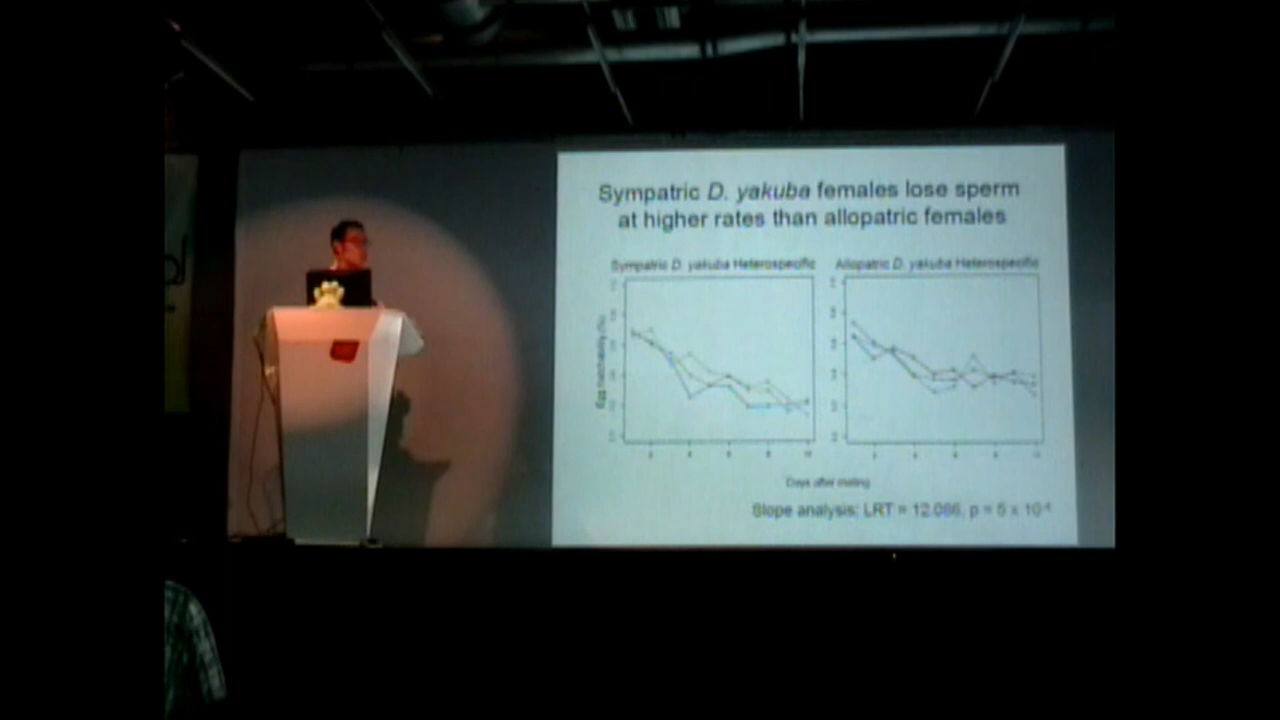 Sympatric D. yakuba females lose sperm
at higher rates than allopatric females
Sympatric D. yakuba Heterospecific
Allopatric D. yakuba Heterospecific
Days after mating
Slope analysis: LRT = 12.086, p = 5 x 10⁻⁴